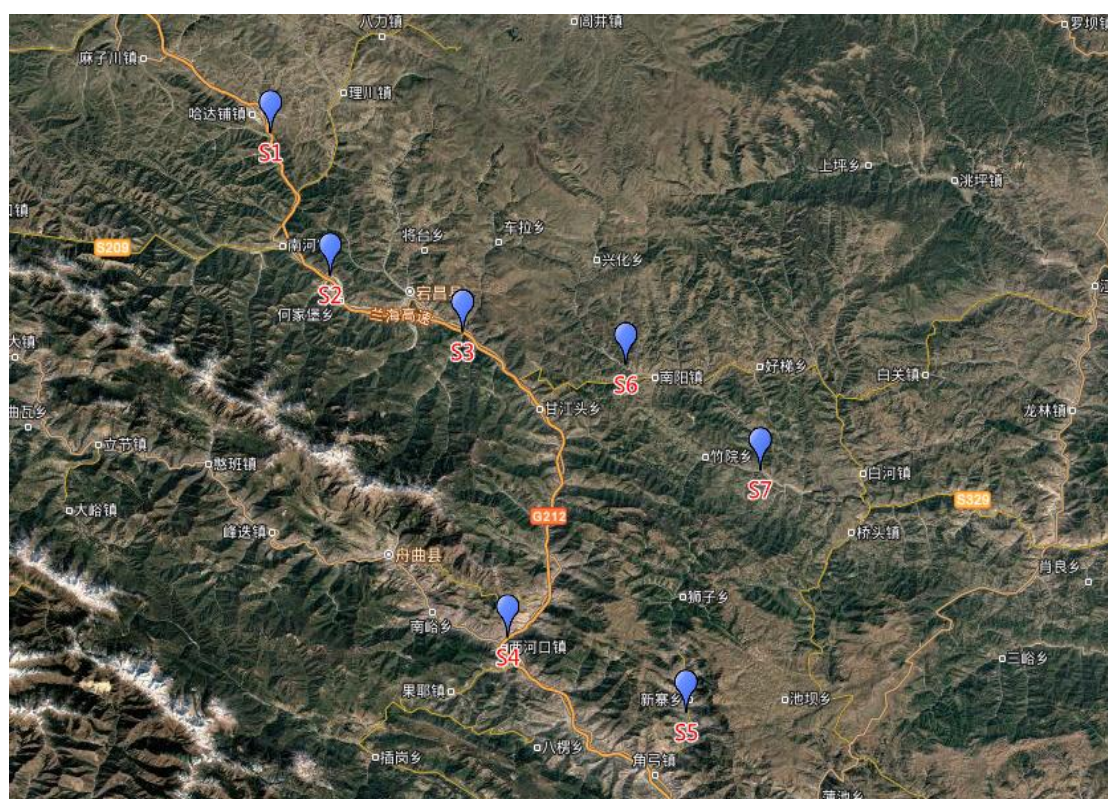 八力镇
闾井镇
罗坝镇
麻子川镇
理川镇
哈达铺镇
S1
上坪乡
洮坪镇
口镇
S209
南河
将台乡
车拉乡
兴化乡
宕昌县
S2
何家堡乡
兰海高速
S3
大镇
S6
南阳镇
好梯乡
白关镇
曲瓦乡
甘江头乡
龙林镇
立节镇
憨班镇
竹院乡
S7
白河镇
大峪镇
G212
S329
峰迭镇
桥头镇
舟曲县
肖良乡
狮子乡
南峪乡
两河口镇
S4
三峪乡
果耶镇
新寨乡
池坝乡
S5
八楞乡
插岗乡
角弓镇
蒲池乡